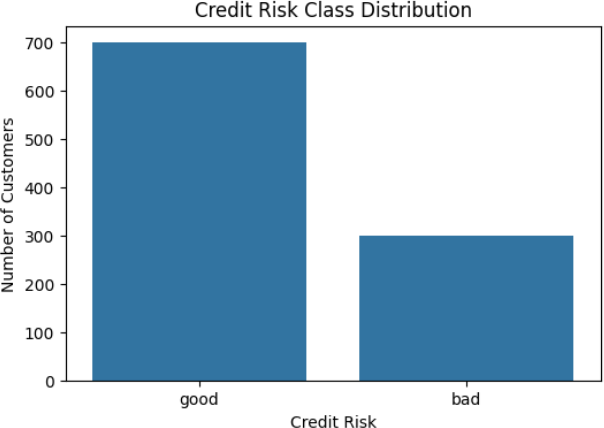 Credit Risk Class Distribution
Number of Customers
700
600
500
400
300
200
100
0
good
bad
Credit Risk